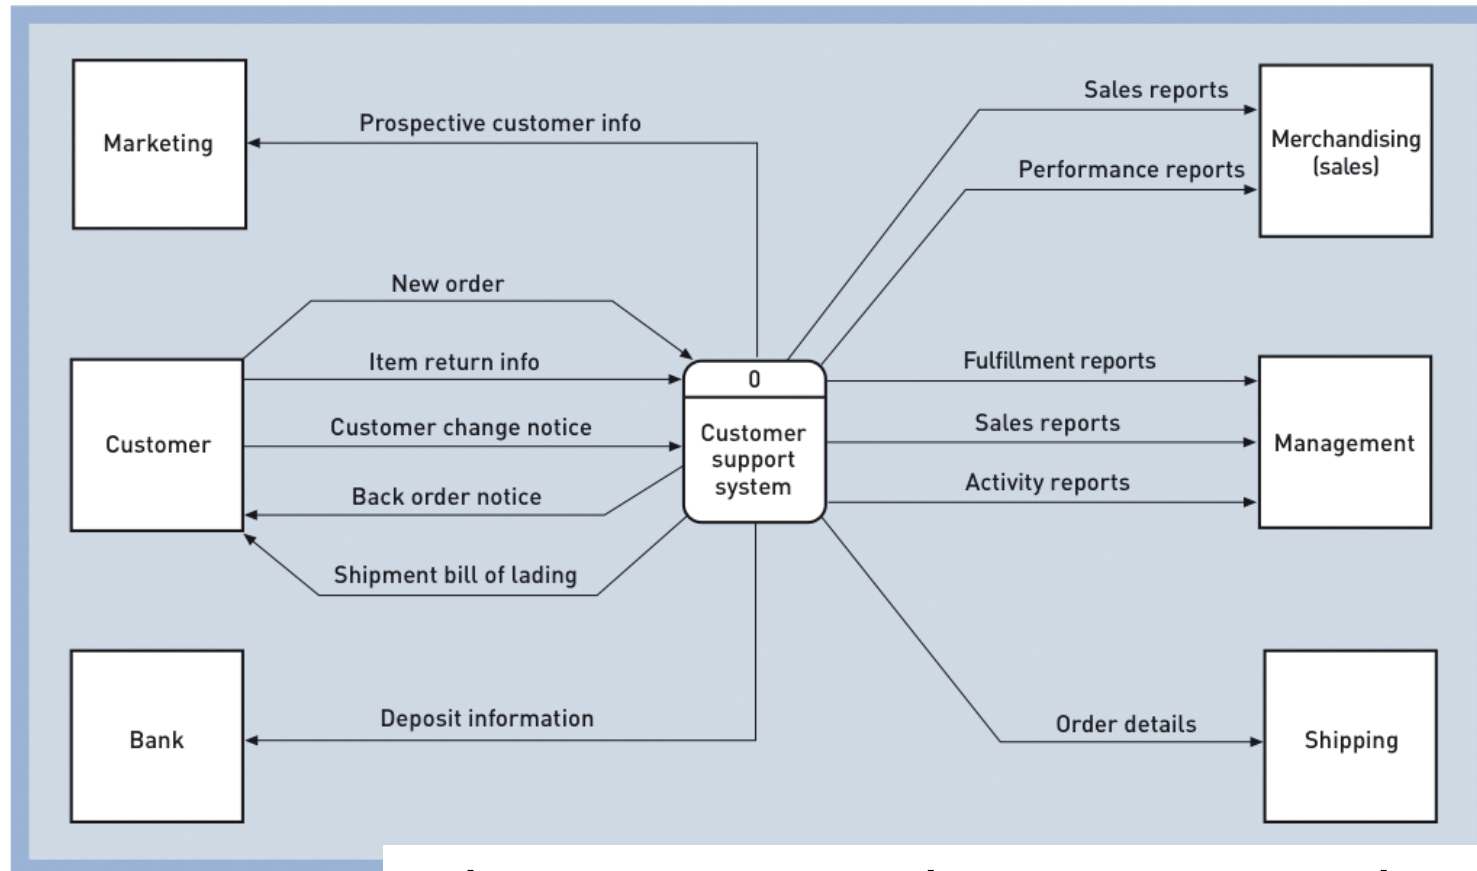 Marketing
Prospective customer info
Sales reports
Merchandising
(sales)
Performance reports
New order
Item return info
Customer
Customer change notice
Back order notice
Shipment bill of lading
0
Customer
support
system
Fulfillment reports
Sales reports
Management
Activity reports
Bank
Deposit information
Order details
Shipping